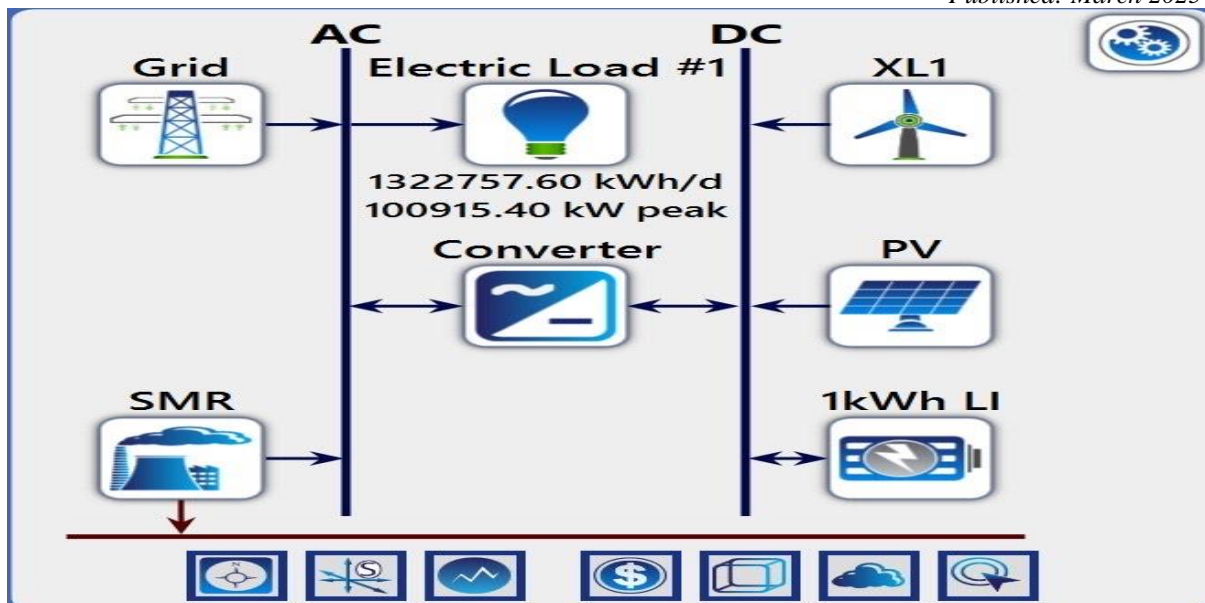 Published: March 2023
AC DC
Grid Electric Load #1 XL1
1322757.60 kWh/d
100915.40 kW peak
Converter PV
SMR 1kWh LI
N
S
$